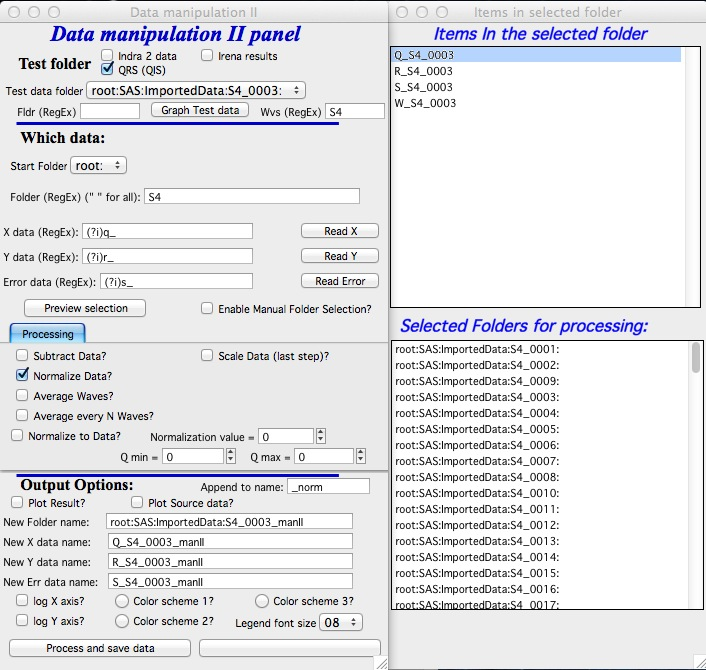 Data manipulation II
Data manipulation II panel
Test folder
Indra 2 data
Irena results
QRS (QIS)
Test data folder root:SAS:ImportedData:S4_0003:
Fldr (RegEx)
Graph Test data
Wvs (RegEx) S4
Which data:
Start Folder root:
Folder (RegEx) (" " for all): S4
X data (RegEx): (?i)q_
Read X
Y data (RegEx): (?i)r_
Read Y
Error data (RegEx): (?i)s_
Read Error
Preview selection
Enable Manual Folder Selection?
Processing
Subtract Data?
Scale Data (last step)?
Normalize Data?
Average Waves?
Average every N Waves?
Normalize to Data?
Normalization value = 0
Q min = 0
Q max = 0
Output Options:
Append to name: _norm
Plot Result?
Plot Source data?
New Folder name: root:SAS:ImportedData:S4_0003_manII
New X data name: Q_S4_0003_manII
New Y data name: R_S4_0003_manII
New Err data name: S_S4_0003_manII
log X axis?
Color scheme 1?
Color scheme 3?
log Y axis?
Color scheme 2?
Legend font size 08
Process and save data
Items in selected folder
Items In the selected folder
Q_S4_0003
R_S4_0003
S_S4_0003
W_S4_0003
Selected Folders for processing:
root:SAS:ImportedData:S4_0001:
root:SAS:ImportedData:S4_0002:
root:SAS:ImportedData:S4_0009:
root:SAS:ImportedData:S4_0003:
root:SAS:ImportedData:S4_0004:
root:SAS:ImportedData:S4_0005:
root:SAS:ImportedData:S4_0006:
root:SAS:ImportedData:S4_0007:
root:SAS:ImportedData:S4_0008:
root:SAS:ImportedData:S4_0010:
root:SAS:ImportedData:S4_0011:
root:SAS:ImportedData:S4_0012:
root:SAS:ImportedData:S4_0013:
root:SAS:ImportedData:S4_0014:
root:SAS:ImportedData:S4_0015:
root:SAS:ImportedData:S4_0016:
root:SAS:ImportedData:S4_0017: